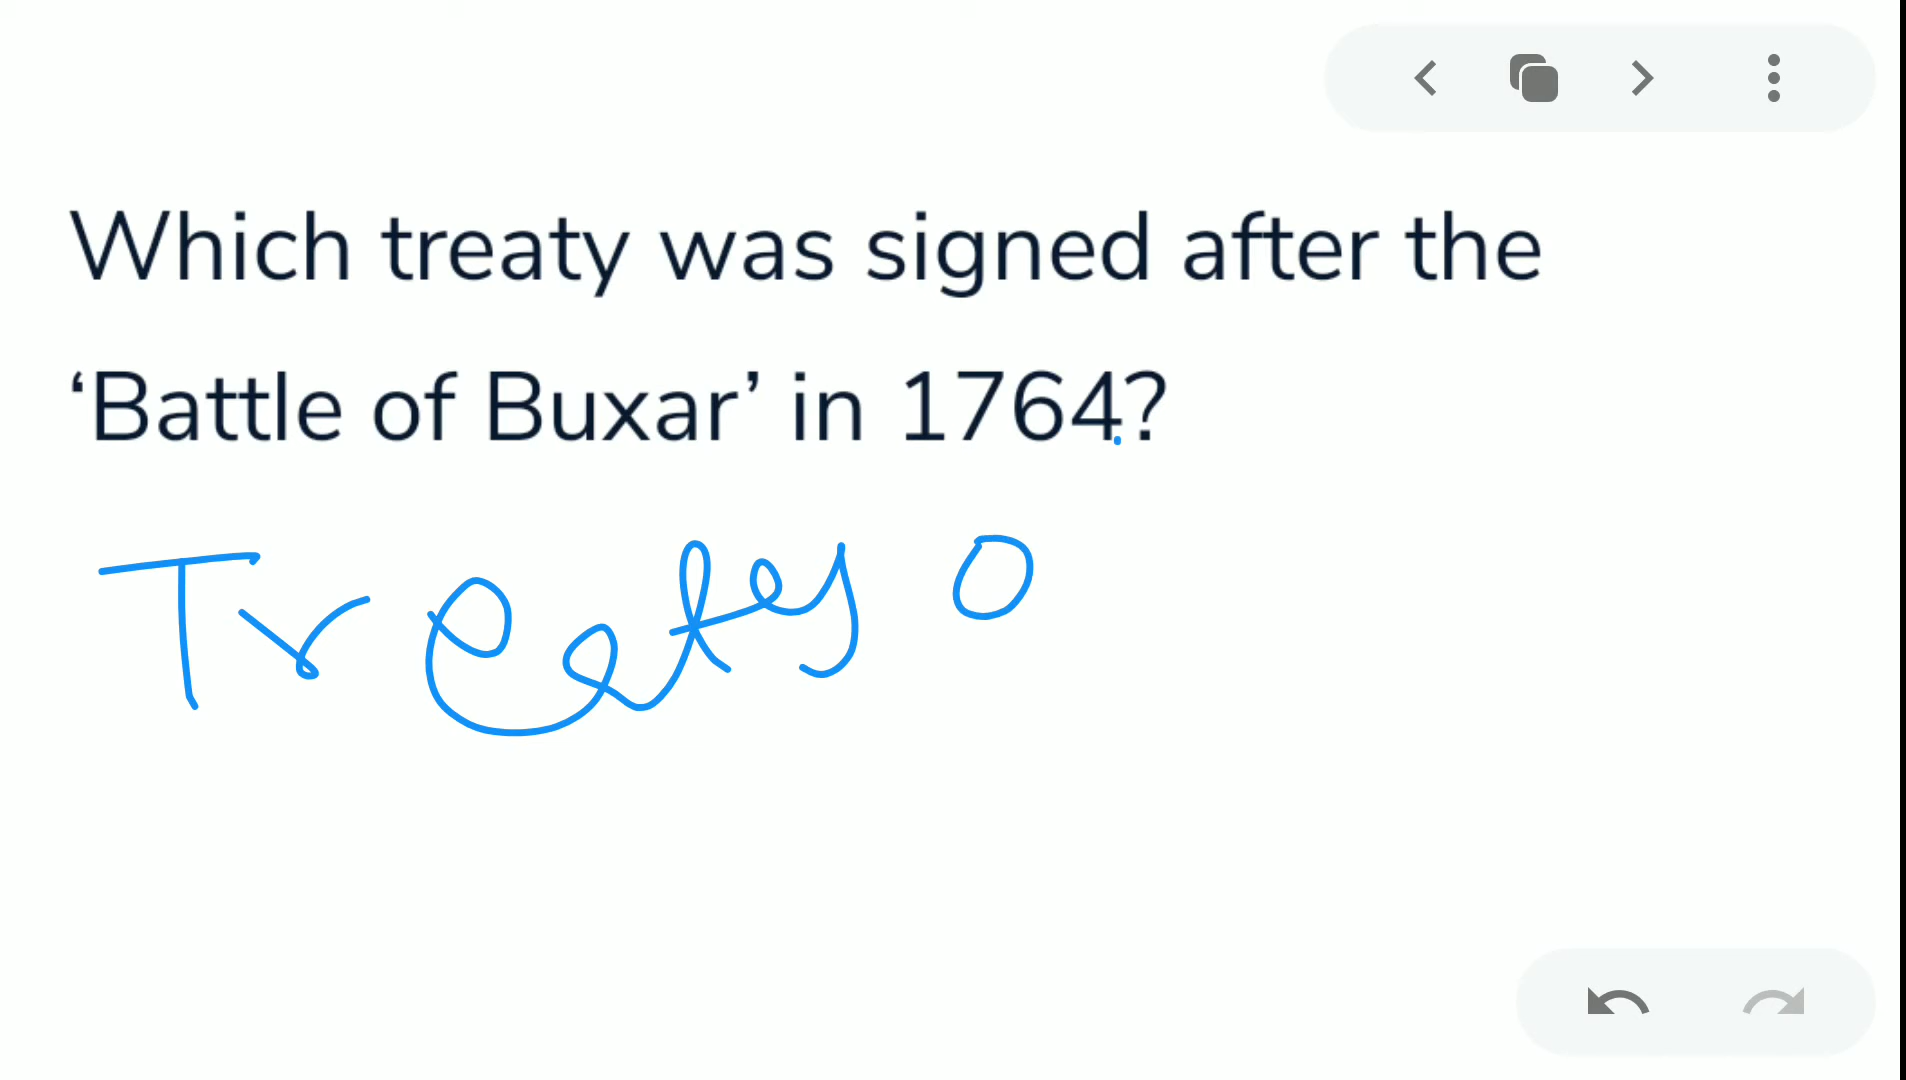 Which treaty was signed after the
‘Battle of Buxar’ in 1764?
Treaty o